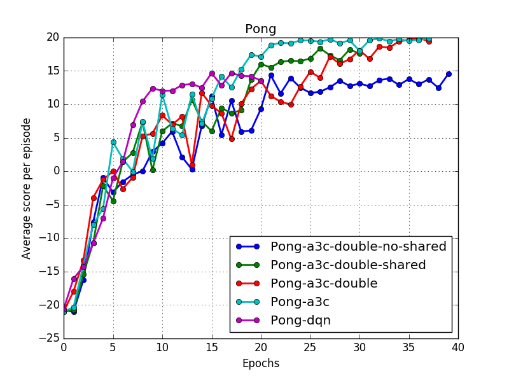 Pong
20
15
10
5
0
−5
−10
−15
−20
−25
Average score per episode
Pong-a3c-double-no-shared
Pong-a3c-double-shared
Pong-a3c-double
Pong-a3c
Pong-dqn
0 5 10 15 20 25 30 35 40
Epochs